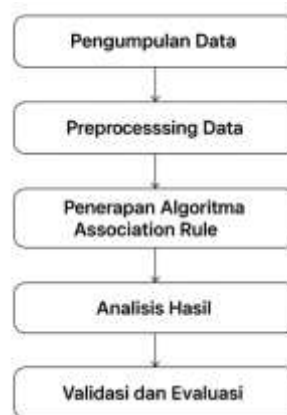 Pengumpulan Data
Preprocesssing Data
Penerapan Algoritma
Association Rule
Analisis Hasil
Validasi dan Evaluasi